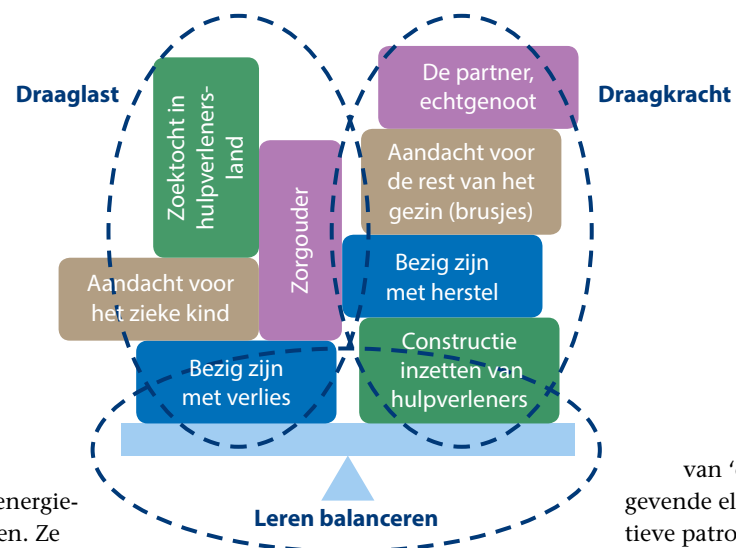 Draaglast
Zoektocht in
hulpverleners-
land
Zorgouder
Aandacht voor
het zieke kind
Bezig zijn
met verlies
De partner,
echtgenoot
Draagkracht
Aandacht voor
de rest van het
gezin (brusjes)
Bezig zijn
met herstel
Constructie
inzetten van
hulpverleners
Leren balanceren
energie-
en. Ze
van ‘
gevende el
tieve patro